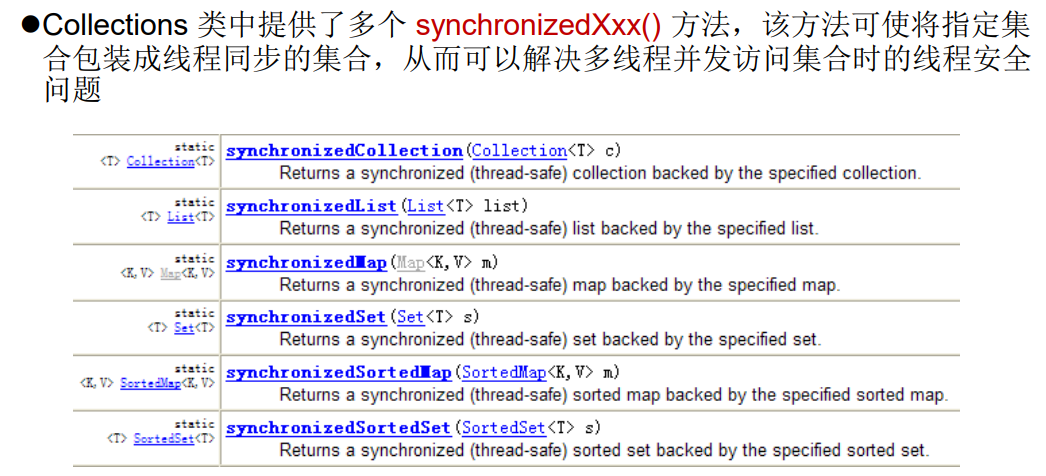 ●Collections 类中提供了多个 synchronizedXxx() 方法，该方法可使将指定集
合包装成线程同步的集合，从而可以解决多线程并发访问集合时的线程安全
问题
static
<T> Collection<T>
synchronizedCollection(Collection<T> c)
Returns a synchronized (thread-safe) collection backed by the specified collection.
static
<T> List<T>
synchronizedList(List<T> list)
Returns a synchronized (thread-safe) list backed by the specified list.
static
<K,V> Map<K,V>
synchronizedMap(Map<K,V> m)
Returns a synchronized (thread-safe) map backed by the specified map.
static
<T> Set<T>
synchronizedSet(Set<T> s)
Returns a synchronized (thread-safe) set backed by the specified set.
static
<K,V> SortedMap<K,V>
synchronizedSortedMap(SortedMap<K,V> m)
Returns a synchronized (thread-safe) sorted map backed by the specified sorted map.
static
<T> SortedSet<T>
synchronizedSortedSet(SortedSet<T> s)
Returns a synchronized (thread-safe) sorted set backed by the specified sorted set.